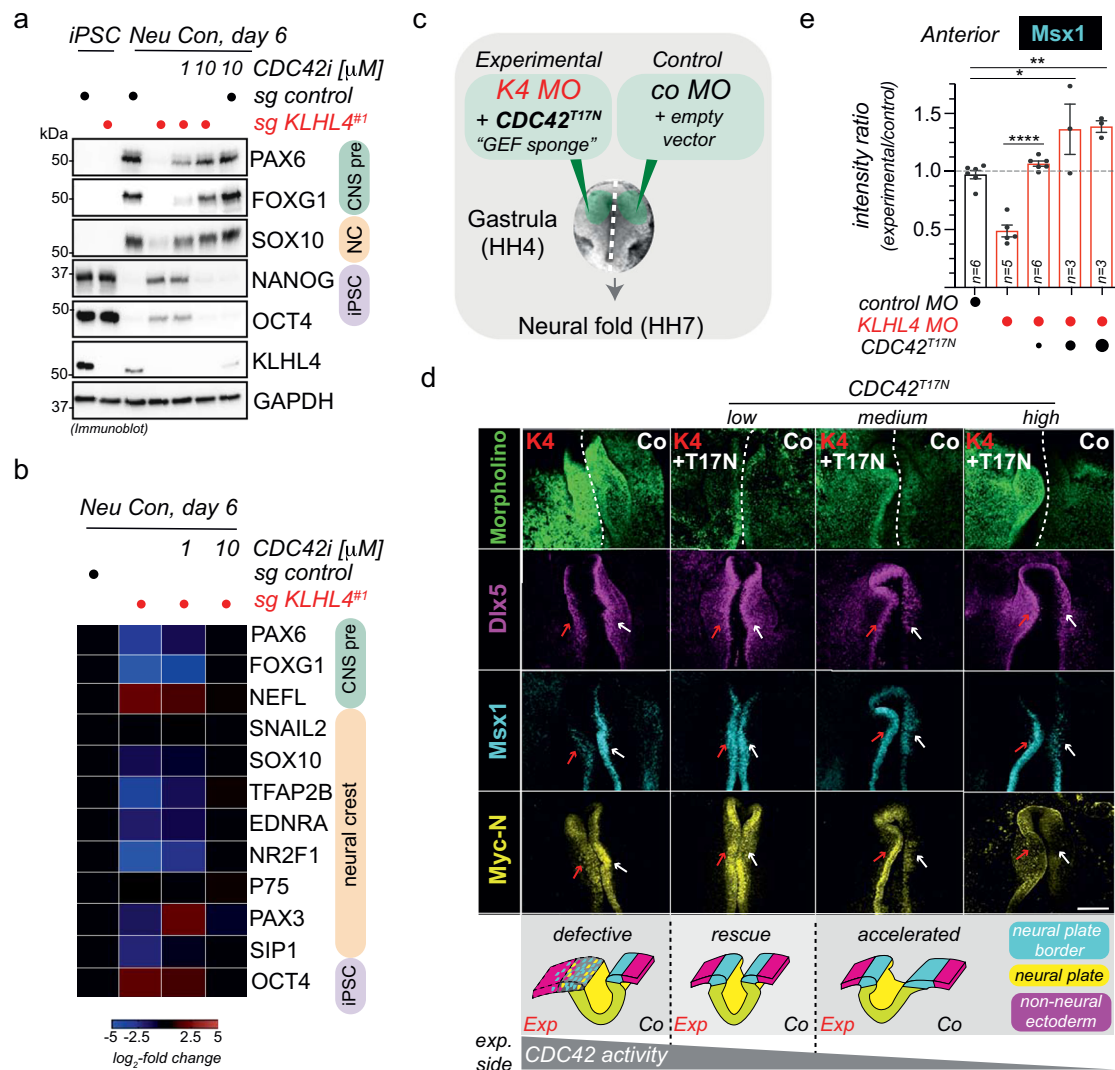 a
iPSC Neu Con, day 6
1 10 10 CDC42i [µM]
sg control
sg KLHL4#1
kDa
50 PAX6
50 FOXG1
50 SOX10
37 NANOG
50 OCT4
50 KLHL4
37 GAPDH
(Immunoblot)
CNS pre
NC
iPSC
b
Neu Con, day 6
1 10 CDC42i [µM]
sg control
sg KLHL4#1
PAX6
FOXG1
NEFL
SNAIL2
SOX10
TFAP2B
EDNRA
NR2F1
P75
PAX3
SIP1
OCT4
CNS pre
neural crest
iPSC
-5 -2.5 2.5 5
log2-fold change
c
Experimental Control
K4 MO co MO
+ CDC42T17N + empty
"GEF sponge" vector
Gastrula
(HH4)
Neural fold (HH7)
e
Anterior Msx1
**
*
****
1.5
1.0
0.5
intensity ratio
(experimental/control)
n=6 n=5 n=6 n=3 n=3
control MO
KLHL4 MO
CDC42T17N
d
CDC42T17N
low medium high
K4 Co K4 Co K4 Co K4 Co
+T17N +T17N +T17N
Morpholino
Dlx5
Msx1
Myc-N
defective rescue accelerated
Exp Co Exp Co Exp Co
neural plate
border
neural plate
non-neural
ectoderm
exp.
side
CDC42 activity